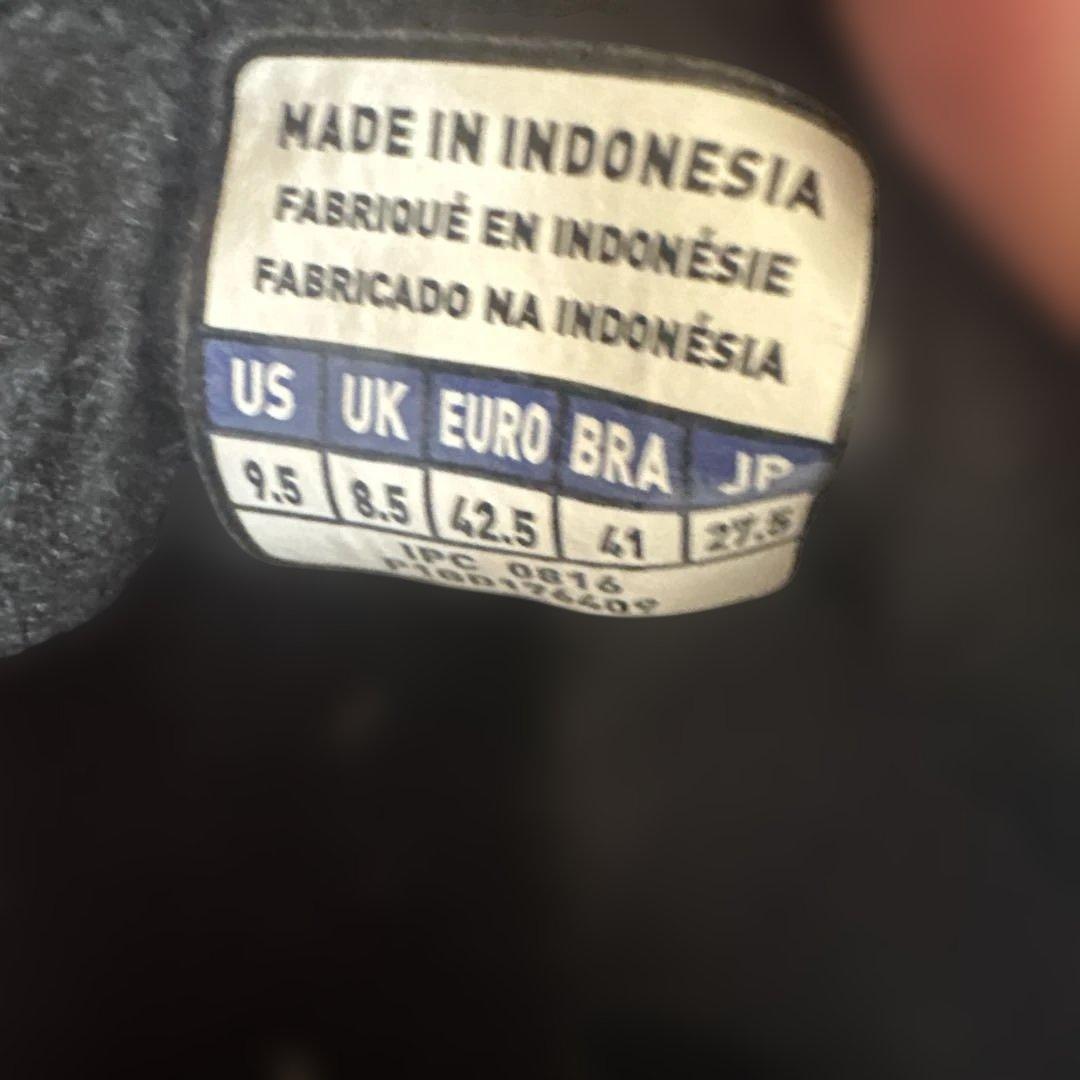 MADE IN INDONESIA
FABRIQUÉ EN INDONÉSIE
FABRICADO NA INDONÉSIA
US UK EURO BRA JP
9.5 8.5 42.5 41 27.5
IPC 0816